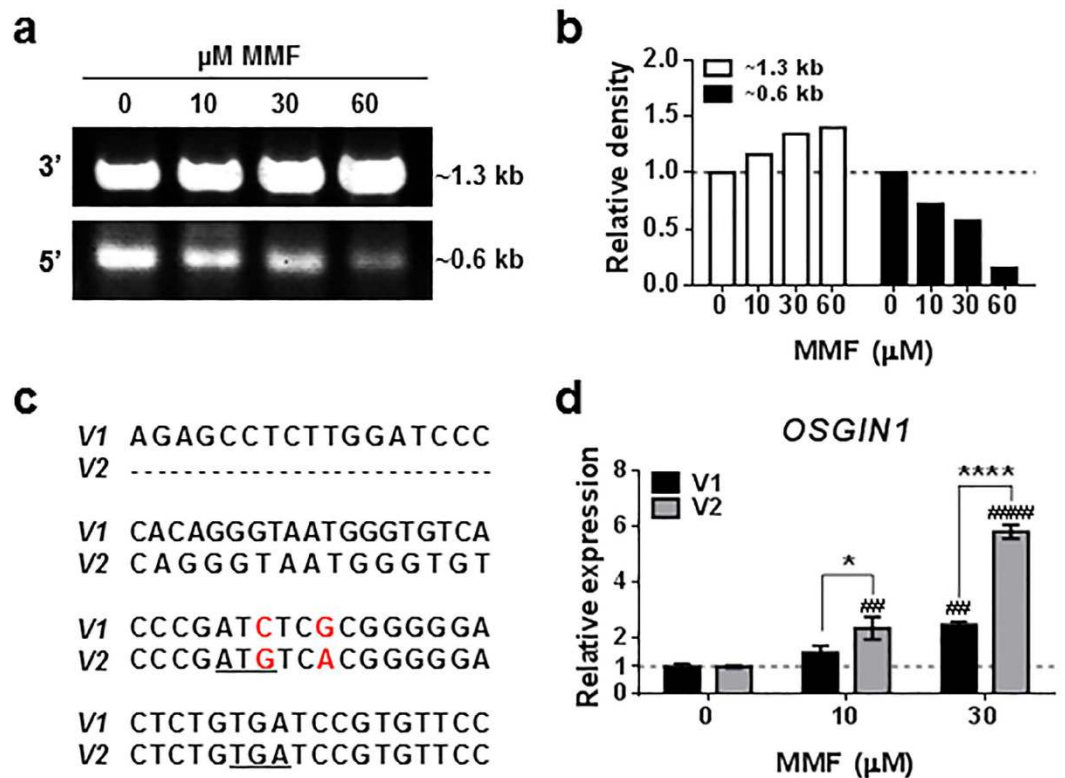 a
µM MMF
0 10 30 60
3’ ~1.3 kb
5’ ~0.6 kb
b
2.0
1.5
1.0
0.5
0.0
Relative density
~1.3 kb
~0.6 kb
0 10 30 60 0 10 30 60
MMF (µM)
c
V1 AGAGCCTCTTGGATCCC
V2 --------------------------
V1 CACAGGGTAATGGGTGTCA
V2 CAGGGTAATGGGTGT
V1 CCCGATCTCGCGGGGGA
V2 CCCGATGTCACGGGGGA
V1 CTCTGTGATCCGTGTTCC
V2 CTCTGTGATCCGTGTTCC
d
OSGIN1
Relative expression
8
6
4
2
1
0
V1
V2
*
##
##
****
####
0 10 30
MMF (µM)